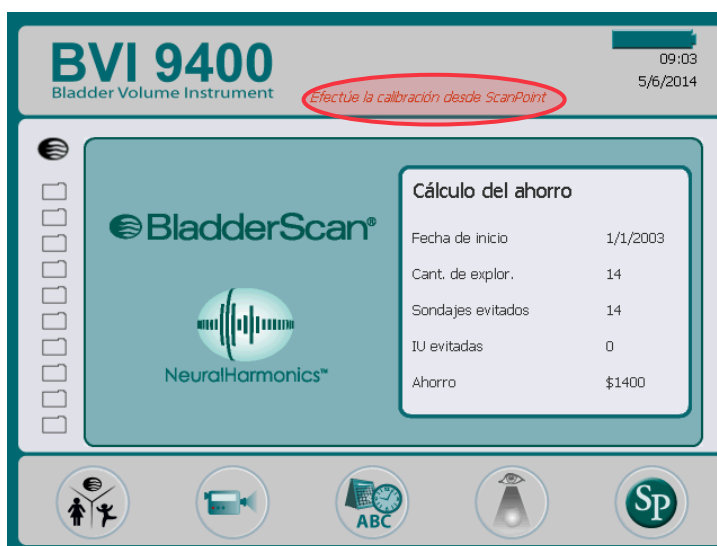 BVI 9400
Bladder Volume Instrument
Efectúe la calibración desde ScanPoint
09:03
5/6/2014
BladderScan®
NeuralHarmonics™
Cálculo del ahorro
Fecha de inicio 1/1/2003
Cant. de explor. 14
Sondajes evitados 14
IU evitadas 0
Ahorro $1400
ABC
Sp